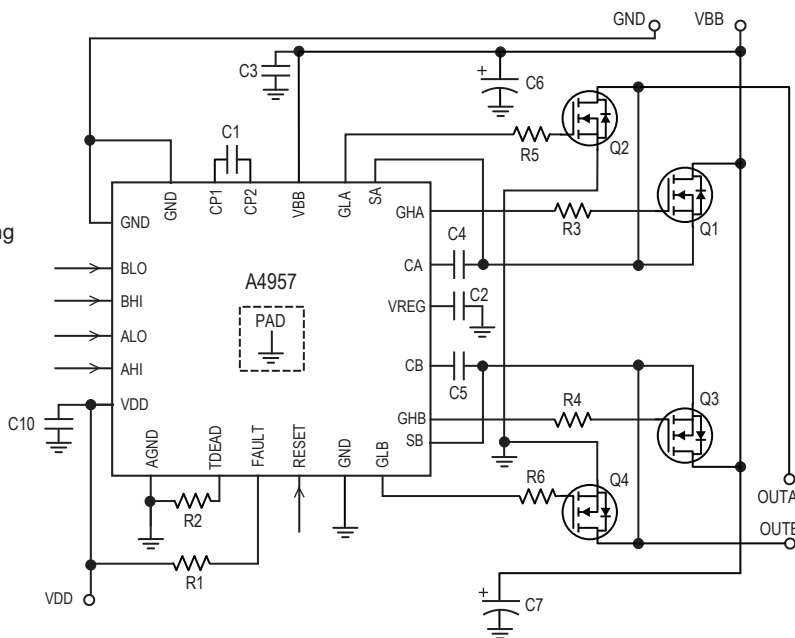 GND
VBB
C3
C6
C1
R5
Q2
GND
CP1
CP2
VBB
GLA
SA
GND
GHA
R3
Q1
ng
BLO
C4
CA
A4957
BHI
C2
VREG
PAD
ALO
AHI
CB
C5
Q3
VDD
R4
C10
GHB
SB
AGND
TDEAD
FAULT
RESET
GND
GLB
R6
Q4
OUTA
R2
OUTB
R1
VDD
C7